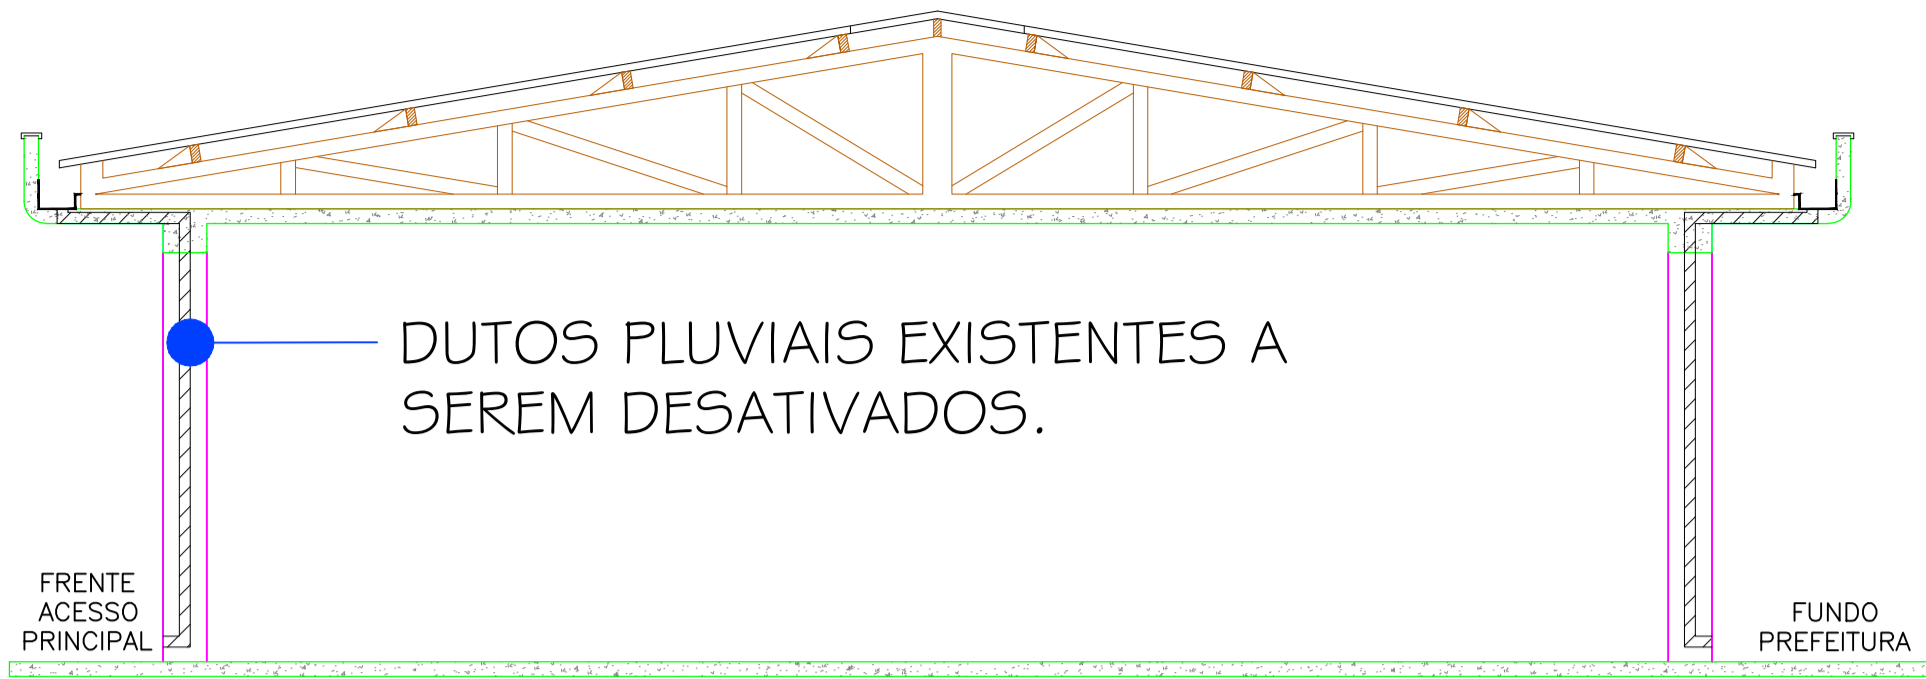 DUTOS PLUVIAIS EXISTENTES A
SEREM DESATIVADOS.
FRENTE
ACESSO
PRINCIPAL
FUNDO
PREFEITURA